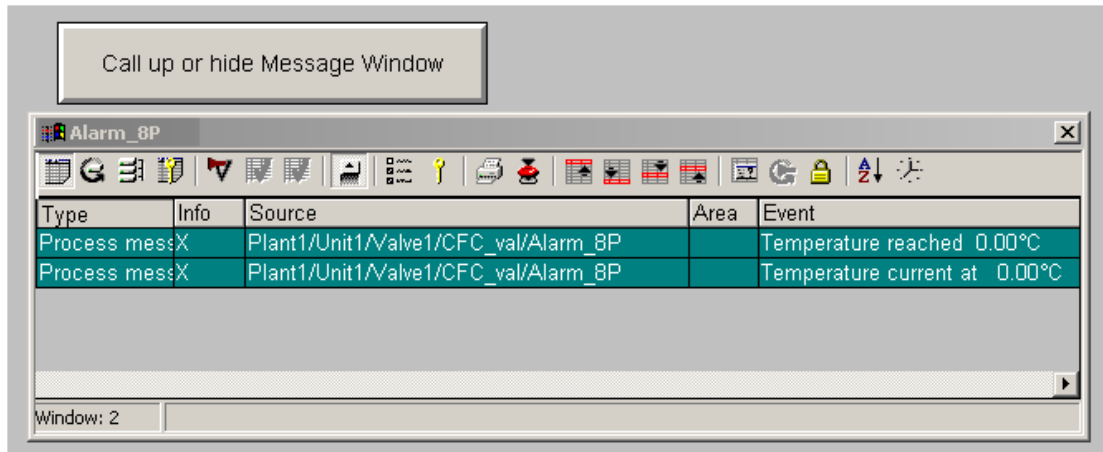 Call up or hide Message Window
Alarm_8P
Type Info Source Area Event
Process mess X Plant1/Unit1/Valve1/CFC_val/Alarm_8P Temperature reached 0.00°C
Process mess X Plant1/Unit1/Valve1/CFC_val/Alarm_8P Temperature current at 0.00°C
Window: 2